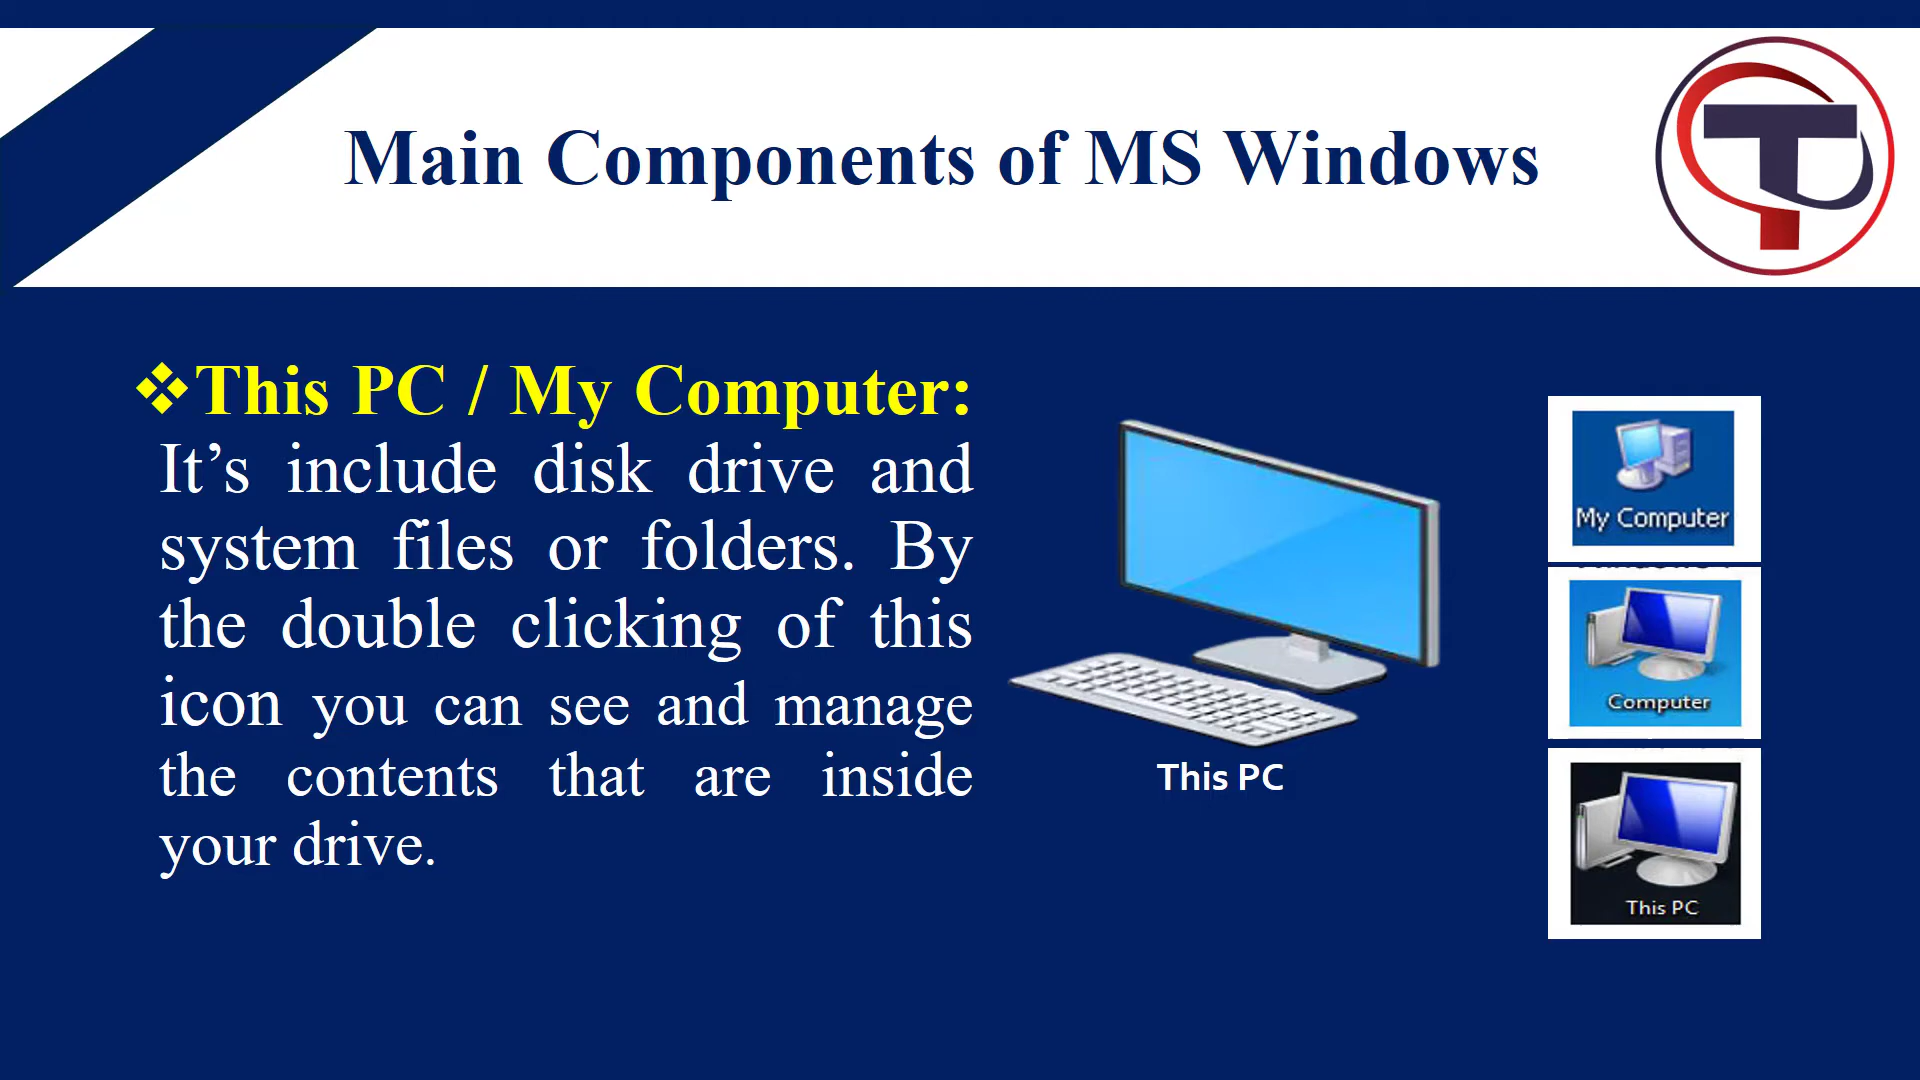 Main Components of MS Windows
❖This PC / My Computer:
It’s include disk drive and
system files or folders. By
the double clicking of this
icon you can see and manage
the contents that are inside
your drive.
This PC
My Computer
Computer
This PC